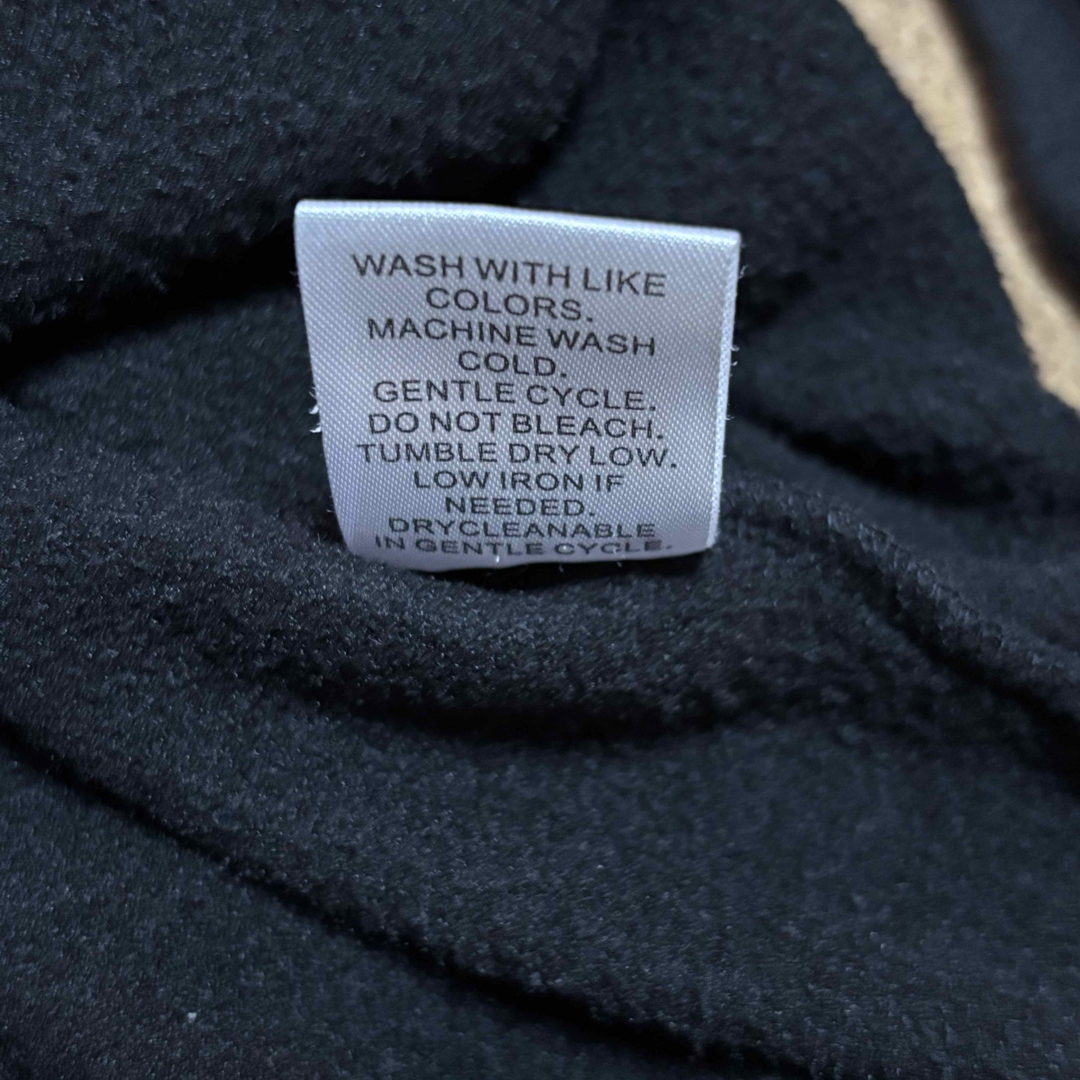 WASH WITH LIKE
COLORS.
MACHINE WASH
COLD.
GENTLE CYCLE.
DO NOT BLEACH.
TUMBLE DRY LOW.
LOW IRON IF
NEEDED.
DRYCLEANABLE
IN GENTLE CYCLE.